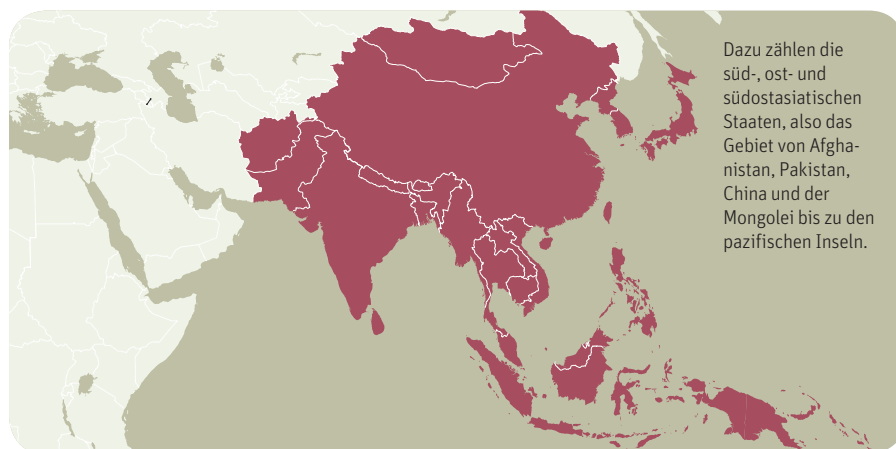 Dazu zählen die
süd-, ost- und
südostasiatischen
Staaten, also das
Gebiet von Afgha-
nistan, Pakistan,
China und der
Mongolei bis zu den
pazifischen Inseln.